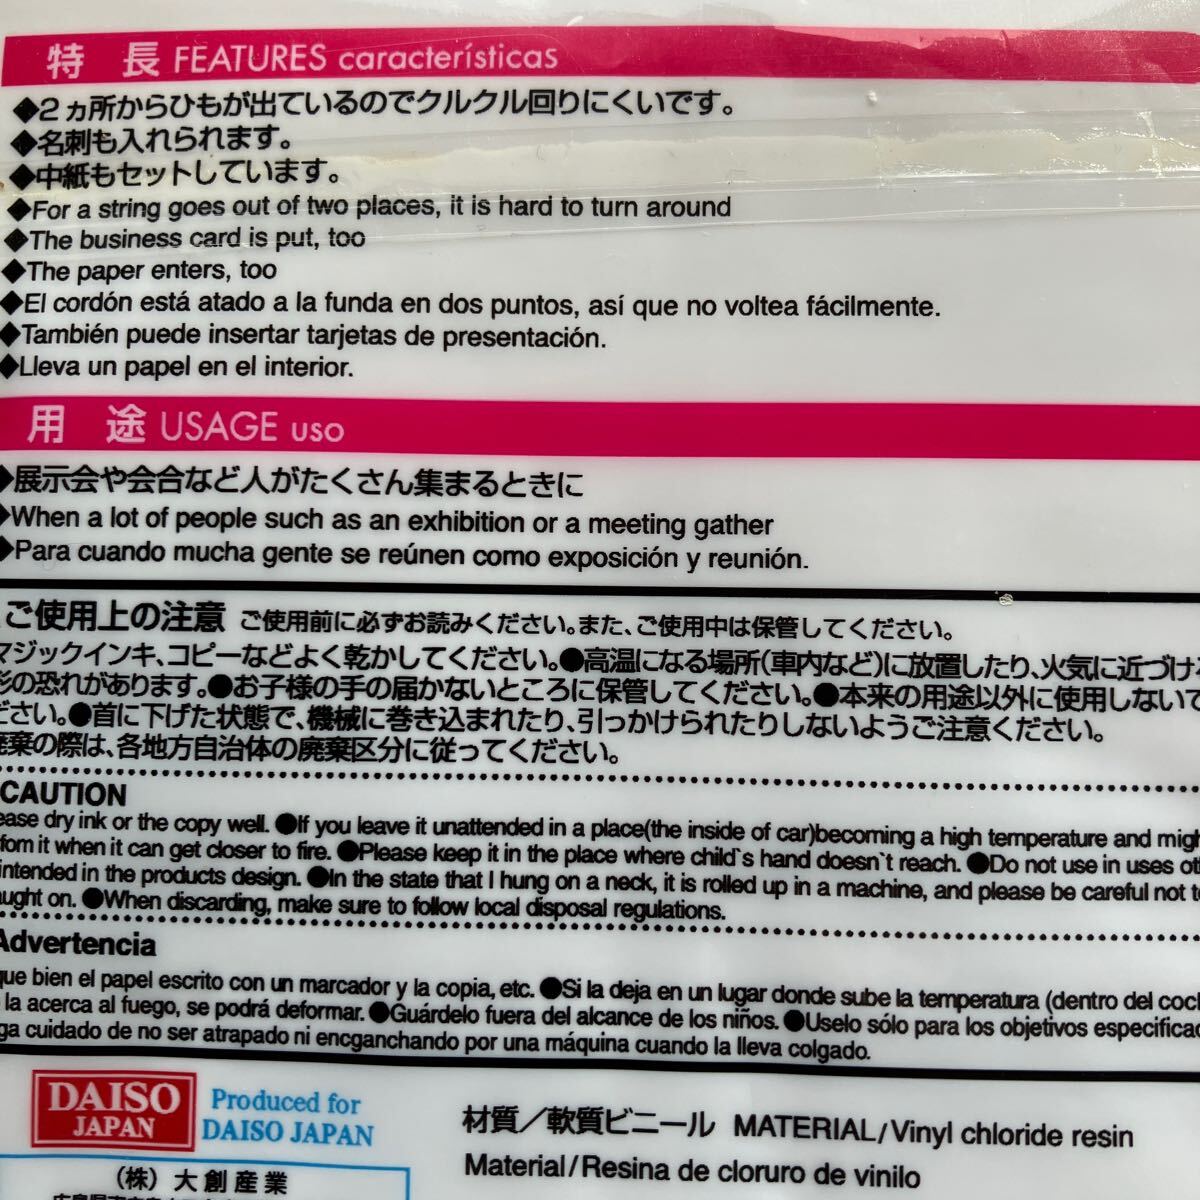 特 長 FEATURES características
◆2ヵ所からひもが出ているのでクルクル回りにくいです。
◆名刺も入れられます。
◆中紙もセットしています。
◆For a string goes out of two places, it is hard to turn around
◆The business card is put, too
◆The paper enters, too
◆El cordón está atado a la funda en dos puntos, así que no voltea fácilmente.
◆También puede insertar tarjetas de presentación.
◆Lleva un papel en el interior.
用 途 USAGE uso
◆展示会や会合など人がたくさん集まるときに
◆When a lot of people such as an exhibition or a meeting gather
◆Para cuando mucha gente se reúnen como exposición y reunión.
ご使用上の注意 ご使用前に必ずお読みください。また、ご使用中は保管してください。
マジックインキ、コピーなどよく乾かしてください。●高温になる場所(車内など)に放置したり、火気に近づける
形の恐れがあります。●お子様の手の届かないところに保管してください。●本来の用途以外に使用しないで
ださい。●首に下げた状態で、機械に巻き込まれたり、引っかけられたりしないようご注意ください。
廃棄の際は、各地方自治体の廃棄区分に従ってください。
CAUTION
ease dry ink or the copy well. ●If you leave it unattended in a place(the inside of car)becoming a high temperature and migh
fom it when it can get closer to fire. ●Please keep it in the place where child`s hand doesn`t reach. ●Do not use in uses ot
intended in the products design. ●In the state that I hung on a neck, it is rolled up in a machine, and please be careful not t
ught on. ●When discarding, make sure to follow local disposal regulations.
Advertencia
que bien el papel escrito con un marcador y la copia, etc. ●Si la deja en un lugar donde sube la temperatura (dentro del coc
la acerca al fuego, se podrá deformar. ●Guárdelo fuera del alcance de los niños. ●Uselo sólo para los objetivos especifica
ga cuidado de no ser atrapado ni encganchando por una máquina cuando la lleva colgado.
DAISO
JAPAN
Produced for
DAISO JAPAN
(株) 大創産業
材質／軟質ビニール MATERIAL/Vinyl chloride resin
Material/Resina de cloruro de vinilo